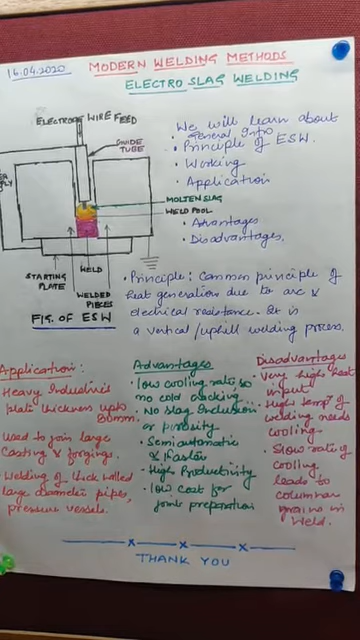 16.04.2020
MODERN WELDING METHODS
ELECTRO SLAG WELDING
ELECTRODE WIRE FEED
GUIDE
TUBE
MOLTEN SLAG
WELD POOL
WELD
STARTING
PLATE
WELDED
PIECES
FIG. OF ESW
We will learn about
General Info
• Principle of ESW.
• Working
• Application
• Advantages
• Disadvantages,
• Principle: Common principle of
heat generation due to arc &
electrical resistance. It is
a vertical / uphill welding process.
Application:
Heavy Industries
plate thickness upto
80mm.
Used to join large
casting & forgings.
Welding of thick walled
large diameter pipes,
pressure vessels.
Advantages
• low cooling rate so
no cold cracking.
• No slag Inclusion
or porosity
• Semiautomatic
& Faster
• High Productivity
• low cost for
joint preparation
Disadvantages
• Very high heat
input
• High temp of
welding needs
cooling.
• Slow rate of
cooling
leads to
columnar
grains in
Weld.
THANK YOU